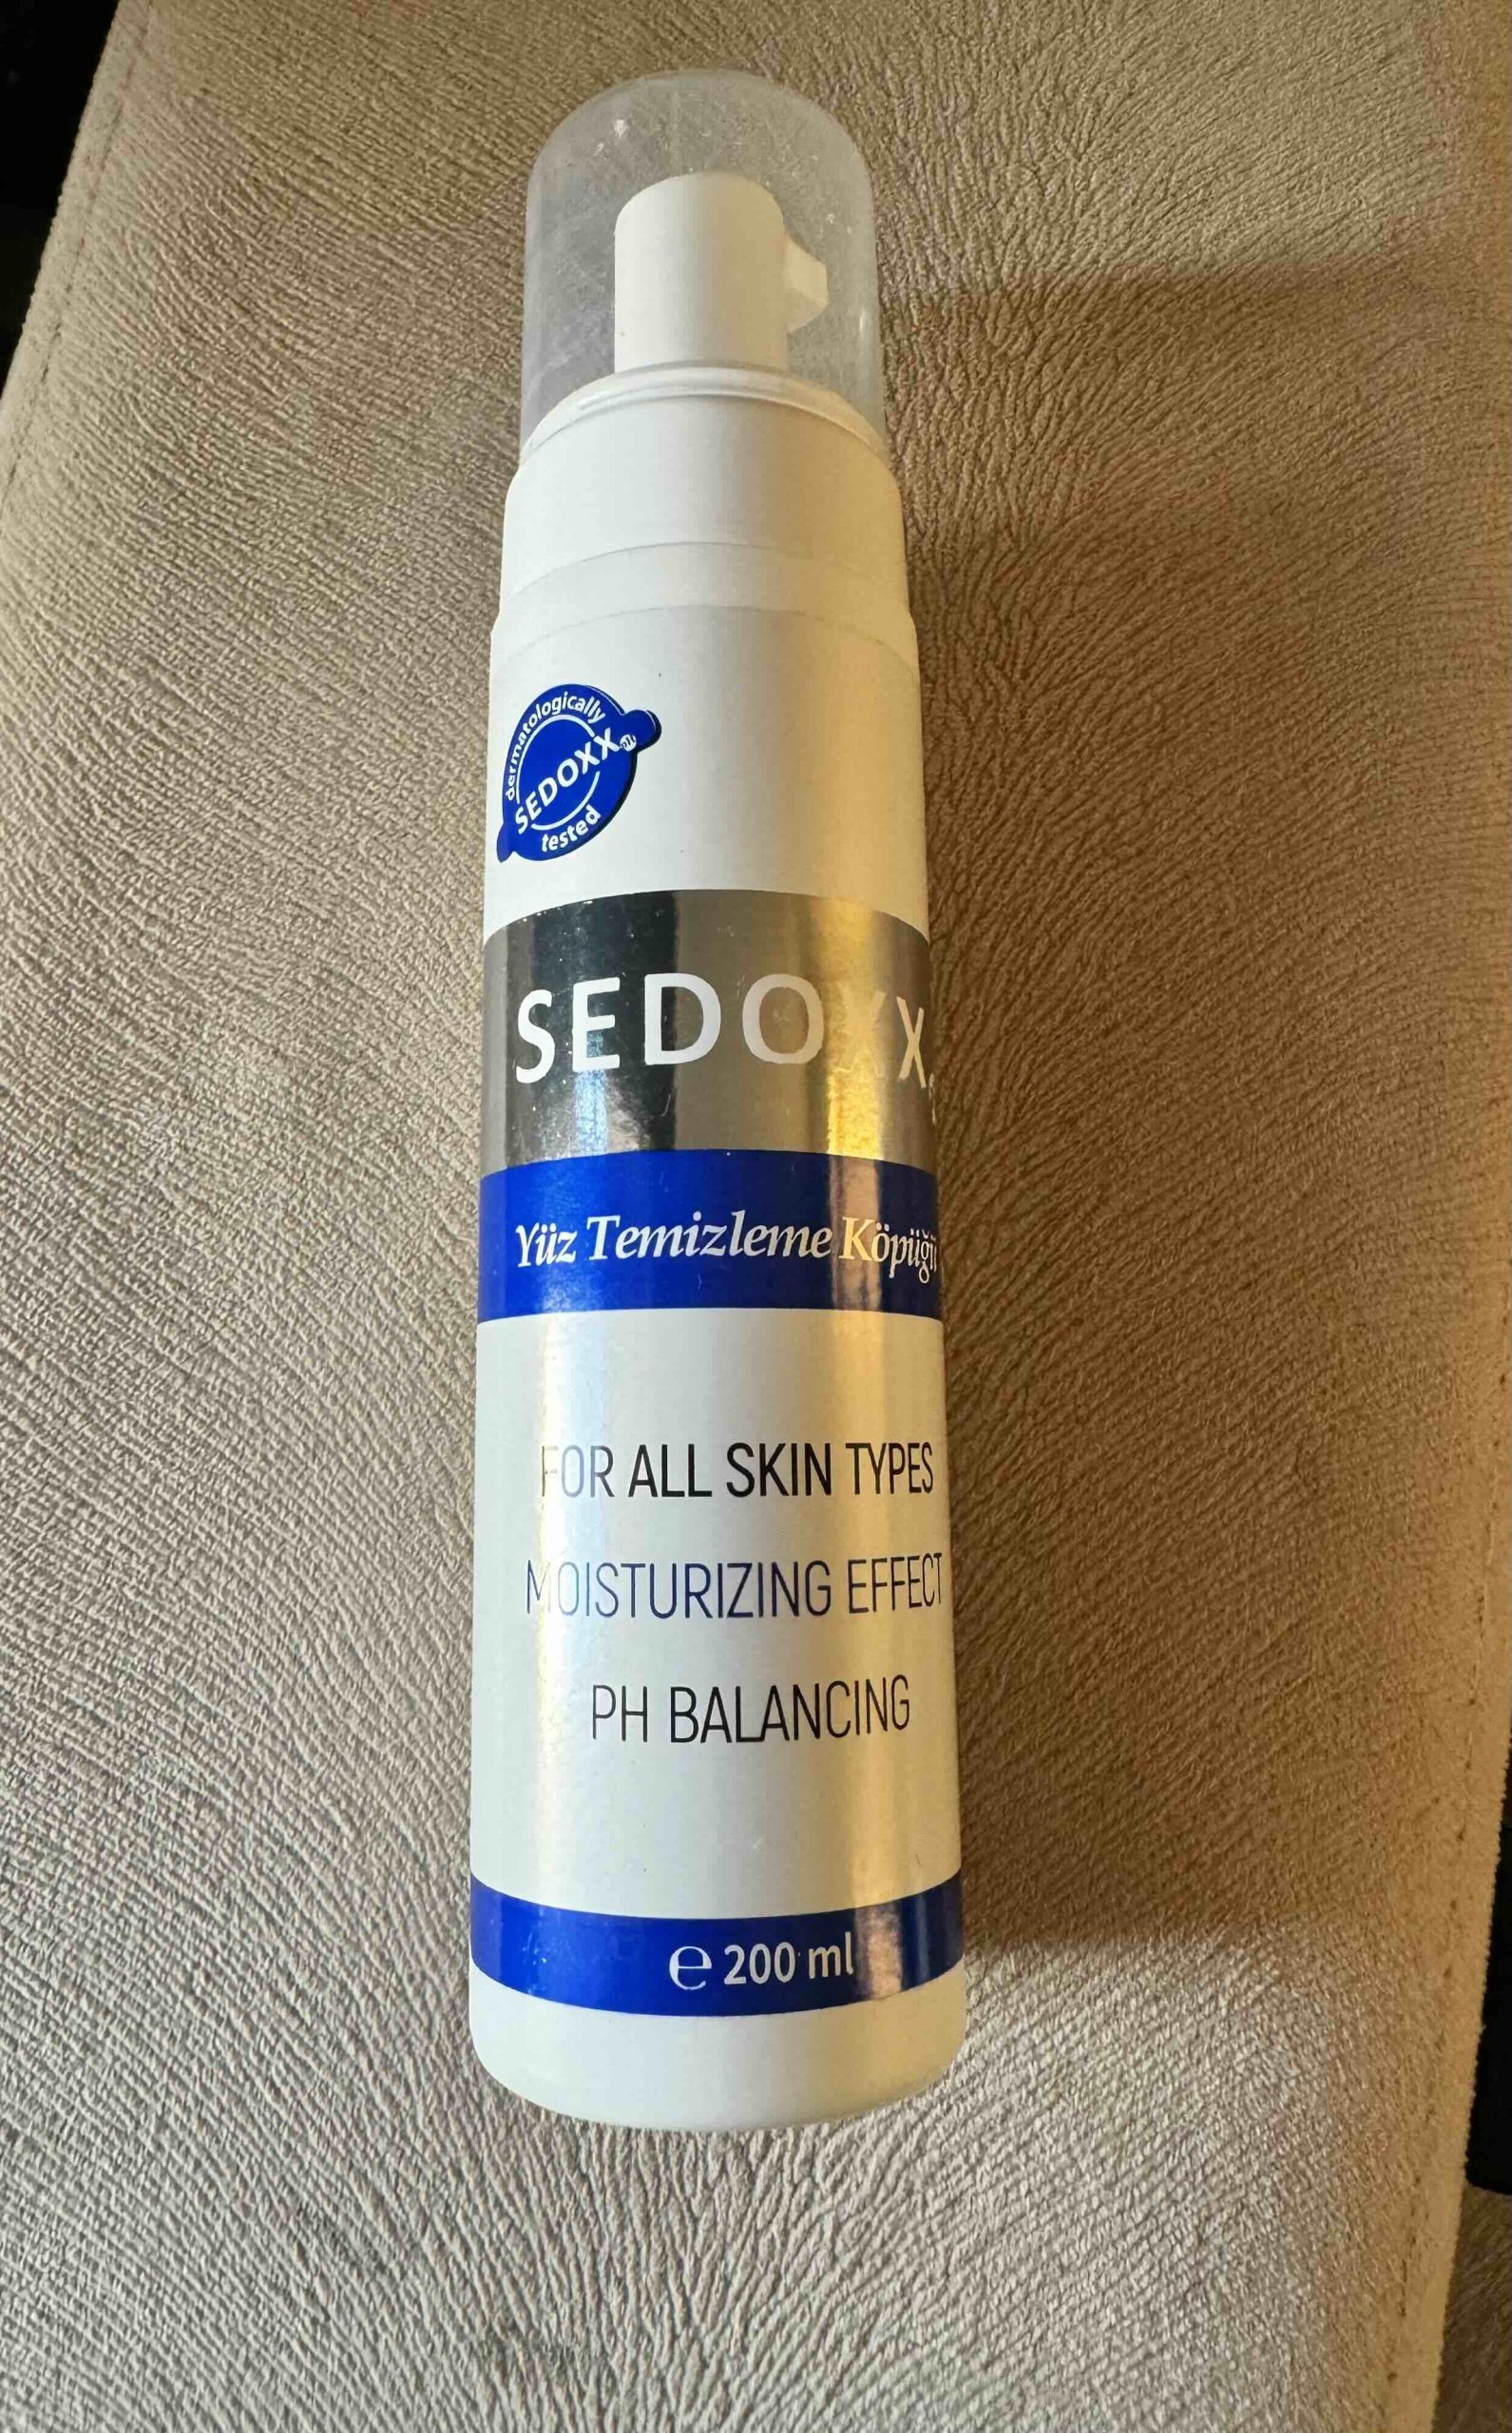 dermatologically
SEDOXX
tested
SEDOXX
Yüz Temizleme Köpüğü
FOR ALL SKIN TYPES
MOISTURIZING EFFECT
PH BALANCING
℮ 200 ml